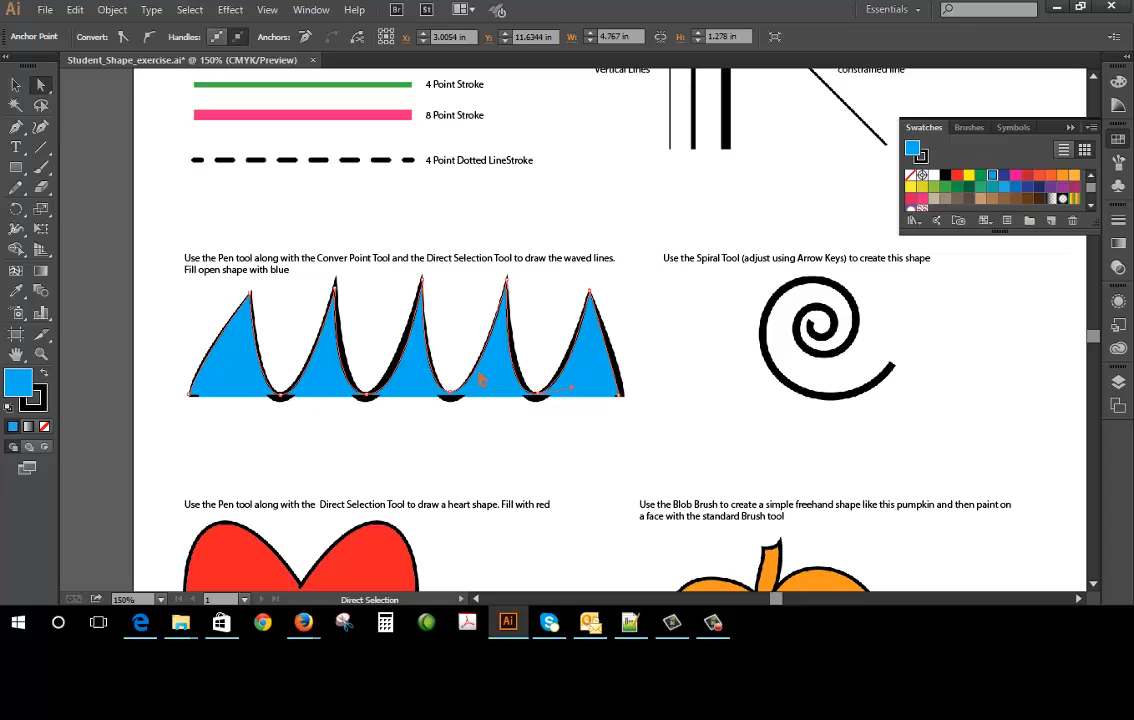 Ai File Edit Object Type Select Effect View Window Help Br St Essentials
Anchor Point Convert: Handles: Anchors: X: 3.0054 in Y: 11.6344 in W: 4.767 in H: 1.278 in
Student_Shape_exercise.ai* @ 150% (CMYK/Preview) ×
Vertical Lines
constrained line
4 Point Stroke
8 Point Stroke
4 Point Dotted LineStroke
Swatches Brushes Symbols
Use the Pen tool along with the Conver Point Tool and the Direct Selection Tool to draw the waved lines.
Fill open shape with blue
Use the Spiral Tool (adjust using Arrow Keys) to create this shape
Use the Pen tool along with the Direct Selection Tool to draw a heart shape. Fill with red
Use the Blob Brush to create a simple freehand shape like this pumpkin and then paint on
a face with the standard Brush tool
150% 1 Direct Selection
Ai